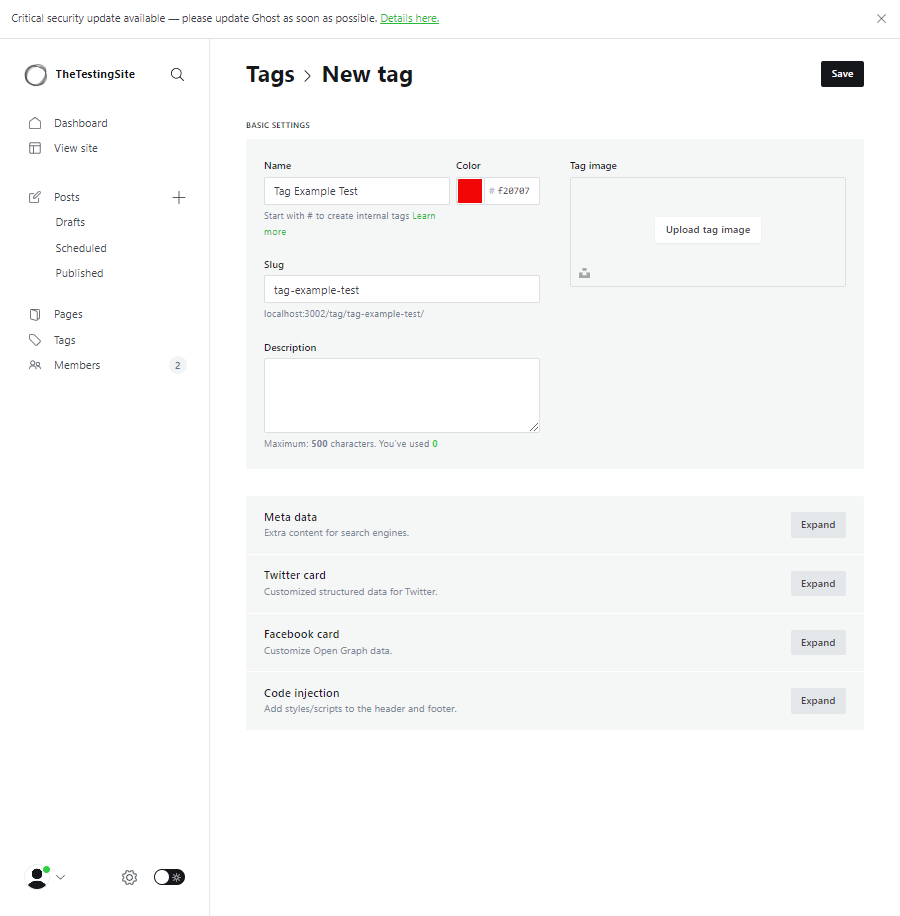 Critical security update available — please update Ghost as soon as possible. Details here.
TheTestingSite
Dashboard
View site
Posts
Drafts
Scheduled
Published
Pages
Tags
Members 2
Tags › New tag
Save
BASIC SETTINGS
Name
Tag Example Test
Start with # to create internal tags Learn
more
Color
# f20707
Slug
tag-example-test
localhost:3002/tag/tag-example-test/
Description
Maximum: 500 characters. You've used 0
Tag image
Upload tag image
Meta data
Extra content for search engines.
Expand
Twitter card
Customized structured data for Twitter.
Expand
Facebook card
Customize Open Graph data.
Expand
Code injection
Add styles/scripts to the header and footer.
Expand